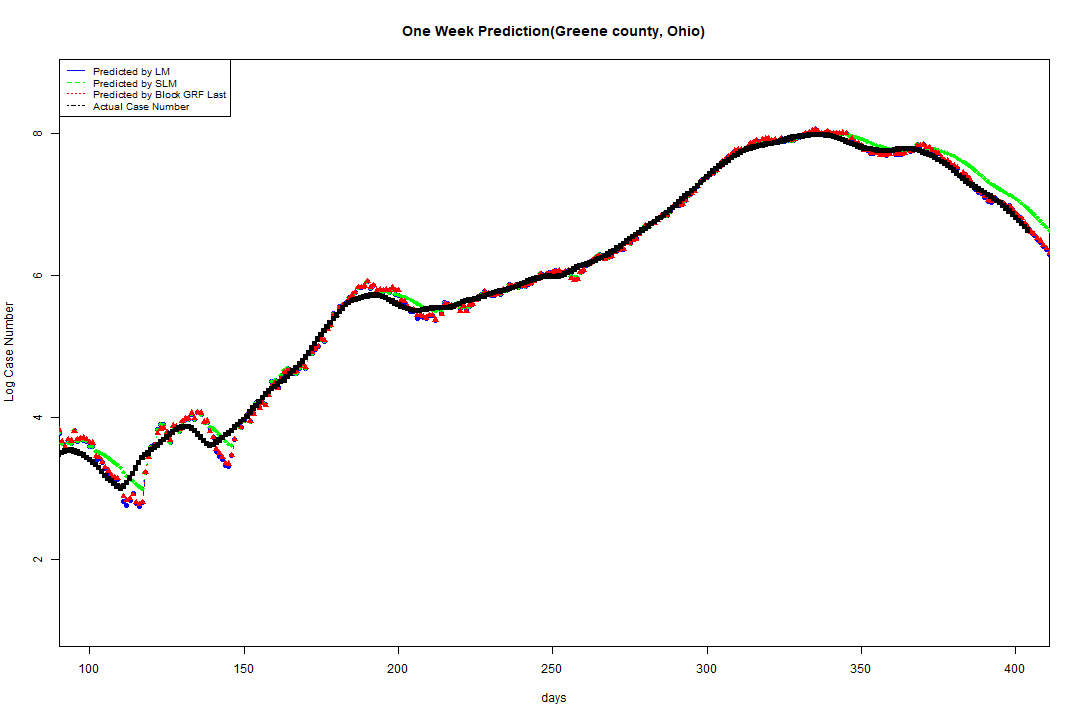 One Week Prediction(Greene county, Ohio)
Predicted by LM
Predicted by SLM
Predicted by Block GRF Last
Actual Case Number
8
6
4
2
Log Case Number
100 150 200 250 300 350 400
days